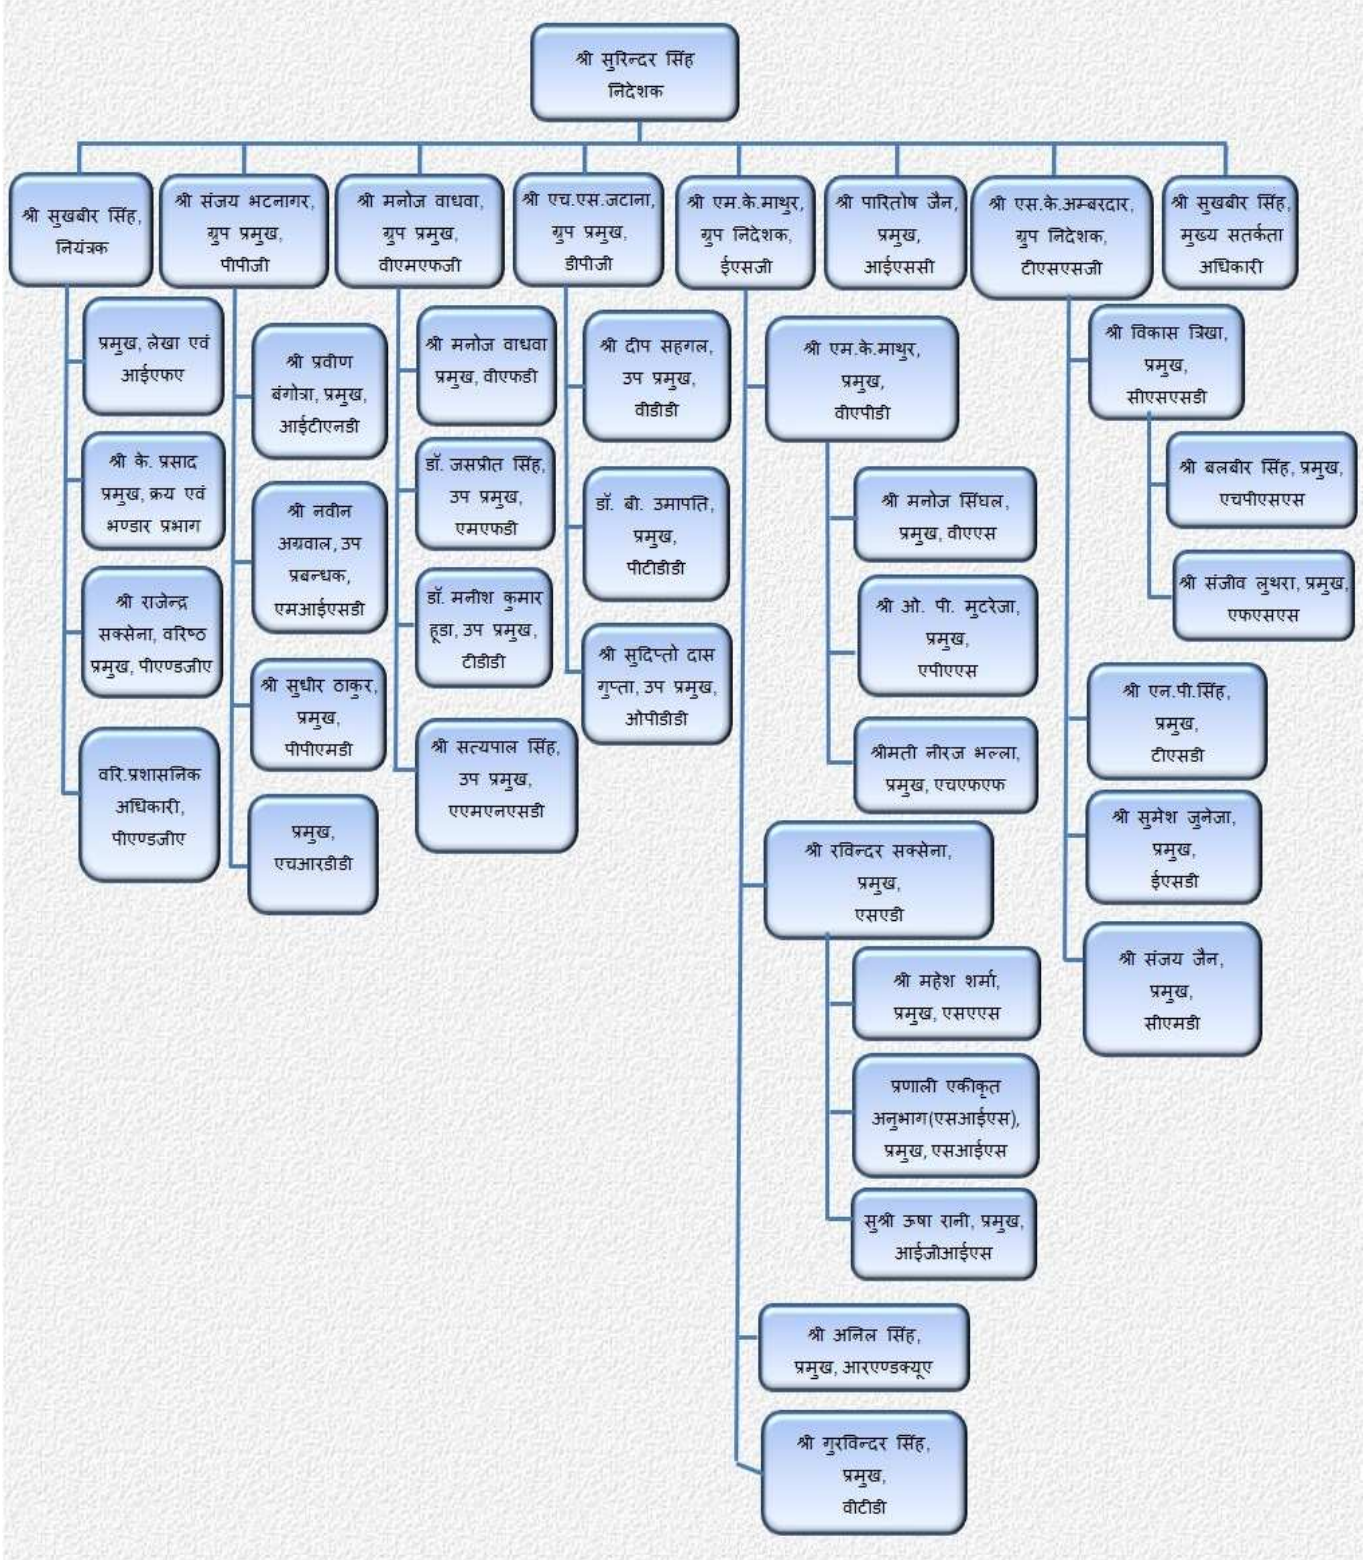 श्री सुरिन्दर सिंह
निदेशक
श्री सुखबीर सिंह,
नियंत्रक
श्री संजय भटनागर,
ग्रुप प्रमुख,
पीपीजी
श्री मनोज वाधवा,
ग्रुप प्रमुख,
वीएमएफजी
श्री एच.एस.जटाना,
ग्रुप प्रमुख,
डीपीजी
श्री एम.के.माथुर,
ग्रुप निदेशक,
ईएसजी
श्री पारितोष जैन,
प्रमुख,
आईएससी
श्री एस.के.अम्बरदार,
ग्रुप निदेशक,
टीएसएसजी
श्री सुखबीर सिंह,
मुख्य सतर्कता
अधिकारी
प्रमुख, लेखा एवं
आईएफए
श्री के. प्रसाद
प्रमुख, क्रय एवं
भण्डार प्रभाग
श्री राजेन्द्र
सक्सेना, वरिष्ठ
प्रमुख, पीएण्डजीए
वरि.प्रशासनिक
अधिकारी,
पीएण्डजीए
श्री प्रवीण
बंगोत्रा, प्रमुख,
आईटीएनडी
श्री नवीन
अग्रवाल, उप
प्रबन्धक,
एमआईएसडी
श्री सुधीर ठाकुर,
प्रमुख,
पीपीएमडी
प्रमुख,
एचआरडीडी
श्री मनोज वाधवा
प्रमुख, वीएफडी
डॉ. जसप्रीत सिंह,
उप प्रमुख,
एमएफडी
डॉ. मनीश कुमार
हूडा, उप प्रमुख,
टीडीडी
श्री सत्यपाल सिंह,
उप प्रमुख,
एएमएनएसडी
श्री दीप सहगल,
उप प्रमुख,
वीडीडी
डॉ. बी. उमापति,
प्रमुख,
पीटीडीडी
श्री सुदिप्तो दास
गुप्ता, उप प्रमुख,
ओपीडीडी
श्री एम.के.माथुर,
प्रमुख,
वीएपीडी
श्री मनोज सिंघल,
प्रमुख, वीएएस
श्री ओ. पी. मुटरेजा,
प्रमुख,
एपीएएस
श्रीमती नीरज भल्ला,
प्रमुख, एचएफएफ
श्री रविन्दर सक्सेना,
प्रमुख,
एसएडी
श्री महेश शर्मा,
प्रमुख, एसएएस
प्रणाली एकीकृत
अनुभाग(एसआईएस),
प्रमुख, एसआईएस
सुश्री ऊषा रानी, प्रमुख,
आईजीआईएस
श्री अनिल सिंह,
प्रमुख, आरएण्डक्यूए
श्री गुरविन्दर सिंह,
प्रमुख,
वीटीडी
श्री विकास त्रिखा,
प्रमुख,
सीएसएसडी
श्री बलबीर सिंह, प्रमुख,
एचपीएसएस
श्री संजीव लुथरा, प्रमुख,
एफएसएस
श्री एन.पी.सिंह,
प्रमुख,
टीएसडी
श्री सुमेश जुनेजा,
प्रमुख,
ईएसडी
श्री संजय जैन,
प्रमुख,
सीएमडी